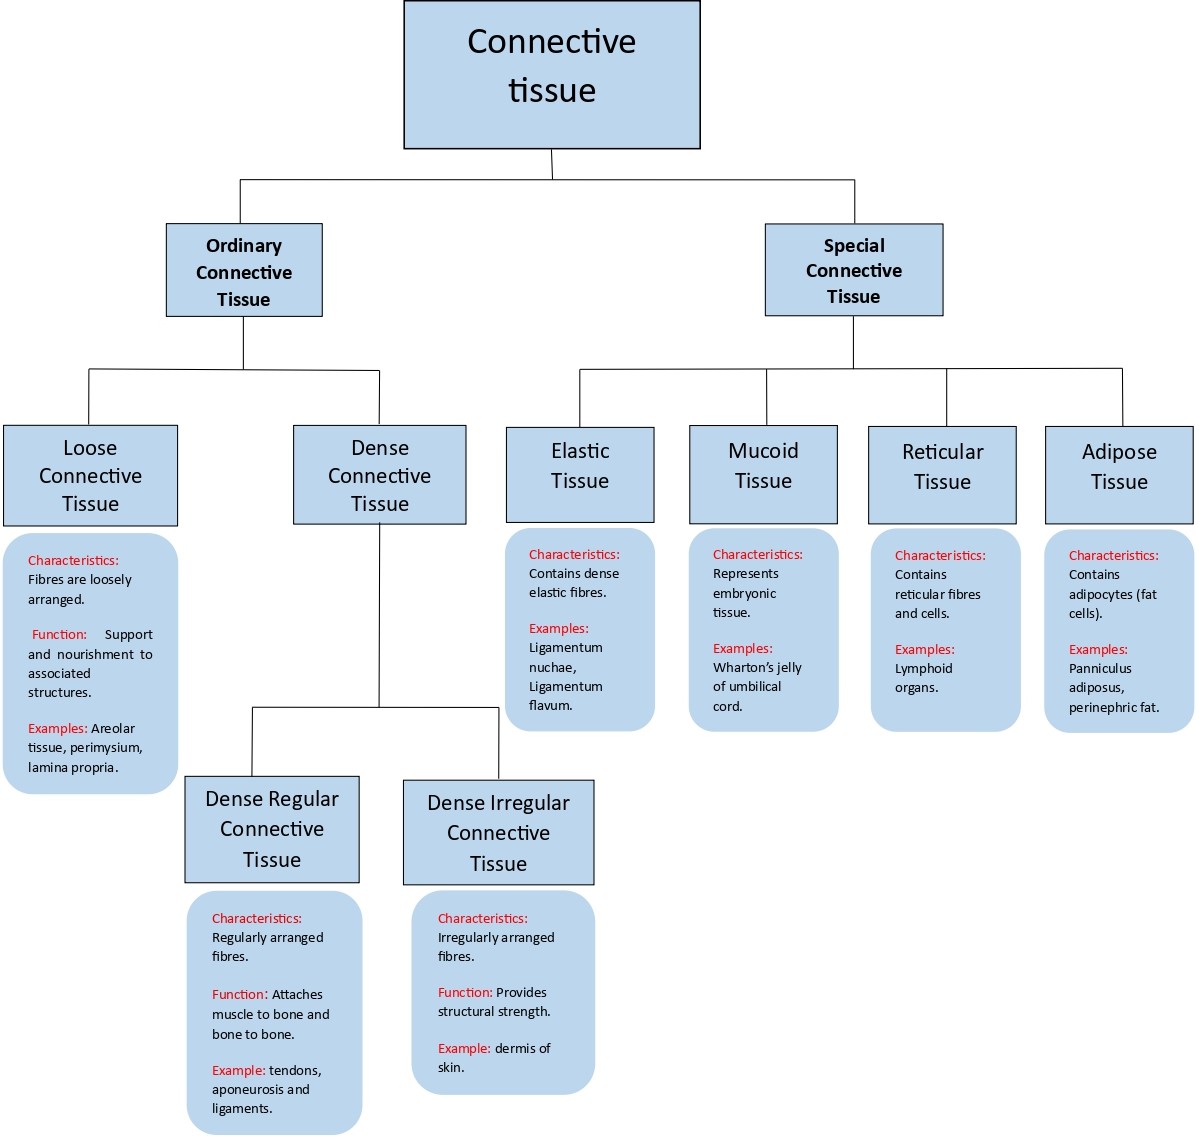 Connective
tissue
Ordinary
Connective
Tissue
Special
Connective
Tissue
Loose
Connective
Tissue
Characteristics:
Fibres are loosely
arranged.
Function: Support
and nourishment to
associated
structures.
Examples: Areolar
tissue, perimysium,
lamina propria.
Dense
Connective
Tissue
Dense Regular
Connective
Tissue
Characteristics:
Regularly arranged
fibres.
Function: Attaches
muscle to bone and
bone to bone.
Example: tendons,
aponeurosis and
ligaments.
Dense Irregular
Connective
Tissue
Characteristics:
Irregularly arranged
fibres.
Function: Provides
structural strength.
Example: dermis of
skin.
Elastic
Tissue
Characteristics:
Contains dense
elastic fibres.
Examples:
Ligamentum
nuchae,
Ligamentum
flavum.
Mucoid
Tissue
Characteristics:
Represents
embryonic
tissue.
Examples:
Wharton’s jelly
of umbilical
cord.
Reticular
Tissue
Characteristics:
Contains
reticular fibres
and cells.
Examples:
Lymphoid
organs.
Adipose
Tissue
Characteristics:
Contains
adipocytes (fat
cells).
Examples:
Panniculus
adiposus,
perinephric fat.